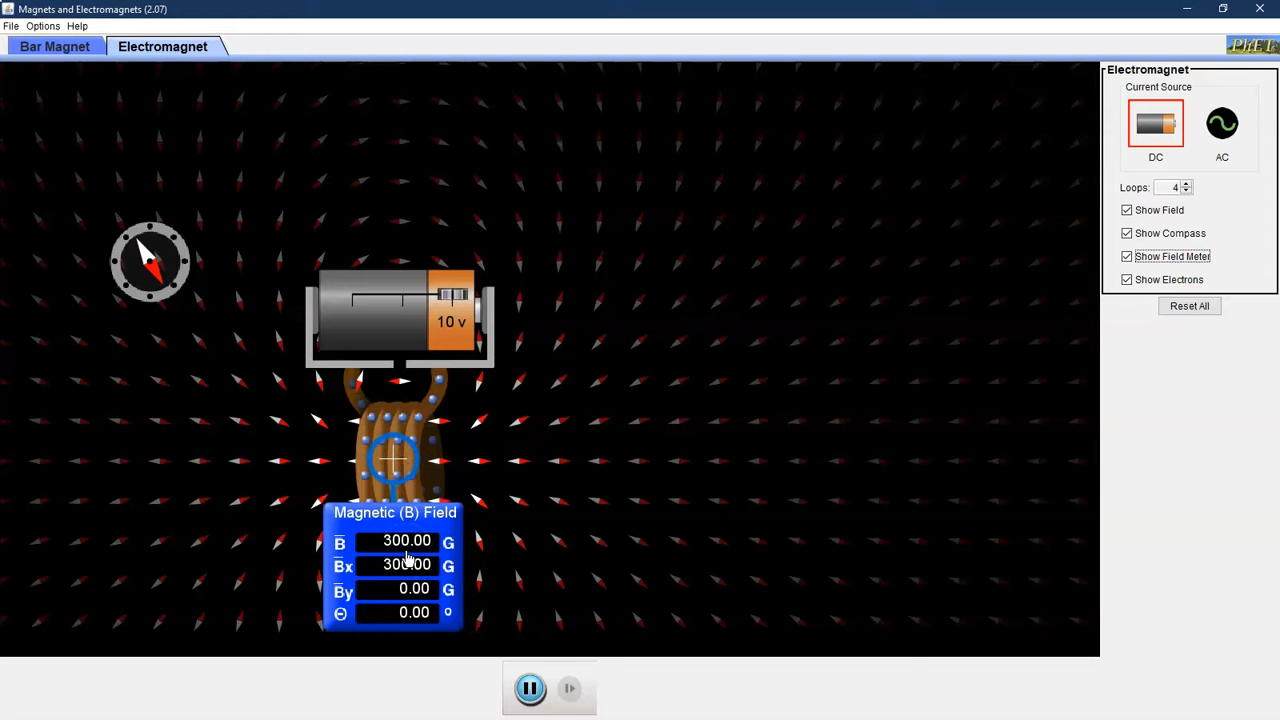 Magnets and Electromagnets (2.07)
File Options Help
Bar Magnet Electromagnet
PhET
Electromagnet
Current Source
DC AC
Loops: 4
Show Field
Show Compass
Show Field Meter
Show Electrons
Reset All
10 v
Magnetic (B) Field
B 300.00 G
Bx 300.00 G
By 0.00 G
Θ 0.00 º